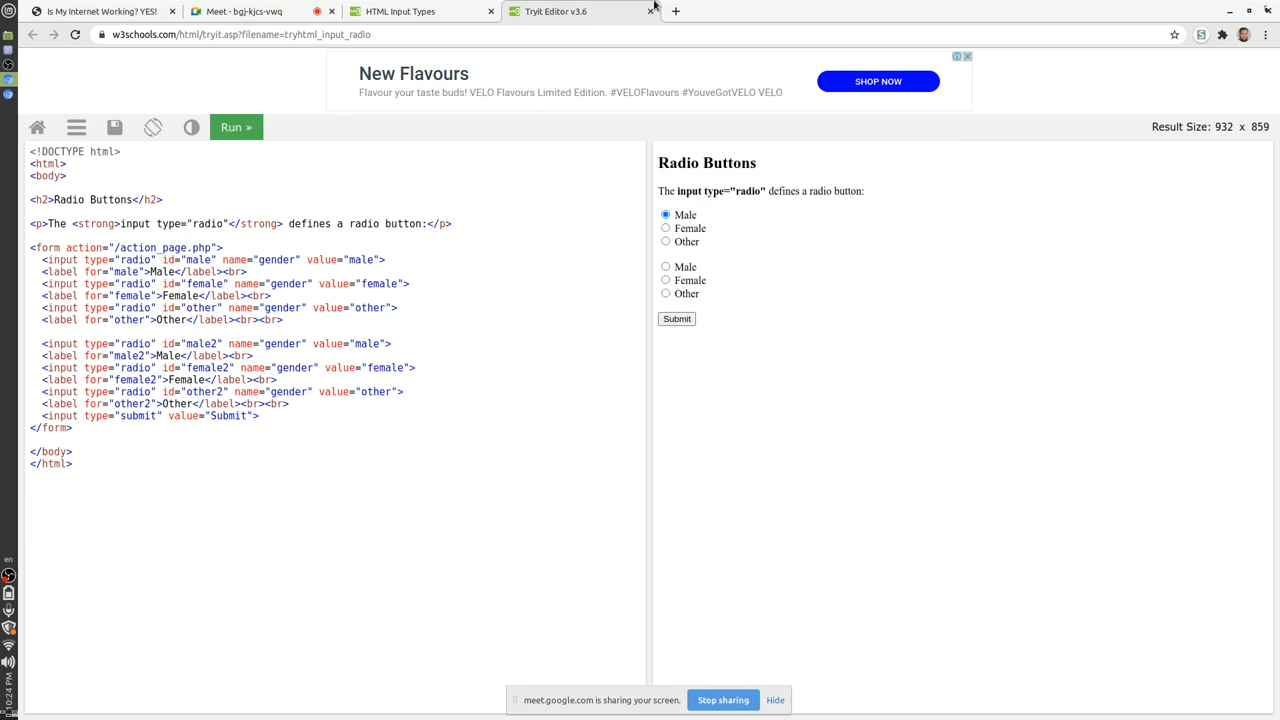 Is My Internet Working? YES!
Meet - bgj-kjcs-vwq
HTML Input Types
Tryit Editor v3.6
w3schools.com/html/tryit.asp?filename=tryhtml_input_radio
New Flavours
Flavour your taste buds! VELO Flavours Limited Edition. #VELOFlavours #YouveGotVELO VELO
SHOP NOW
Run »
Result Size: 932 x 859
<!DOCTYPE html>
<html>
<body>
<h2>Radio Buttons</h2>
<p>The <strong>input type="radio"</strong> defines a radio button:</p>
<form action="/action_page.php">
<input type="radio" id="male" name="gender" value="male">
<label for="male">Male</label><br>
<input type="radio" id="female" name="gender" value="female">
<label for="female">Female</label><br>
<input type="radio" id="other" name="gender" value="other">
<label for="other">Other</label><br><br>
<input type="radio" id="male2" name="gender" value="male">
<label for="male2">Male</label><br>
<input type="radio" id="female2" name="gender" value="female">
<label for="female2">Female</label><br>
<input type="radio" id="other2" name="gender" value="other">
<label for="other2">Other</label><br><br>
<input type="submit" value="Submit">
</form>
</body>
</html>
Radio Buttons
The input type="radio" defines a radio button:
Male
Female
Other
Male
Female
Other
Submit
en
10:24 PM
meet.google.com is sharing your screen.
Stop sharing
Hide